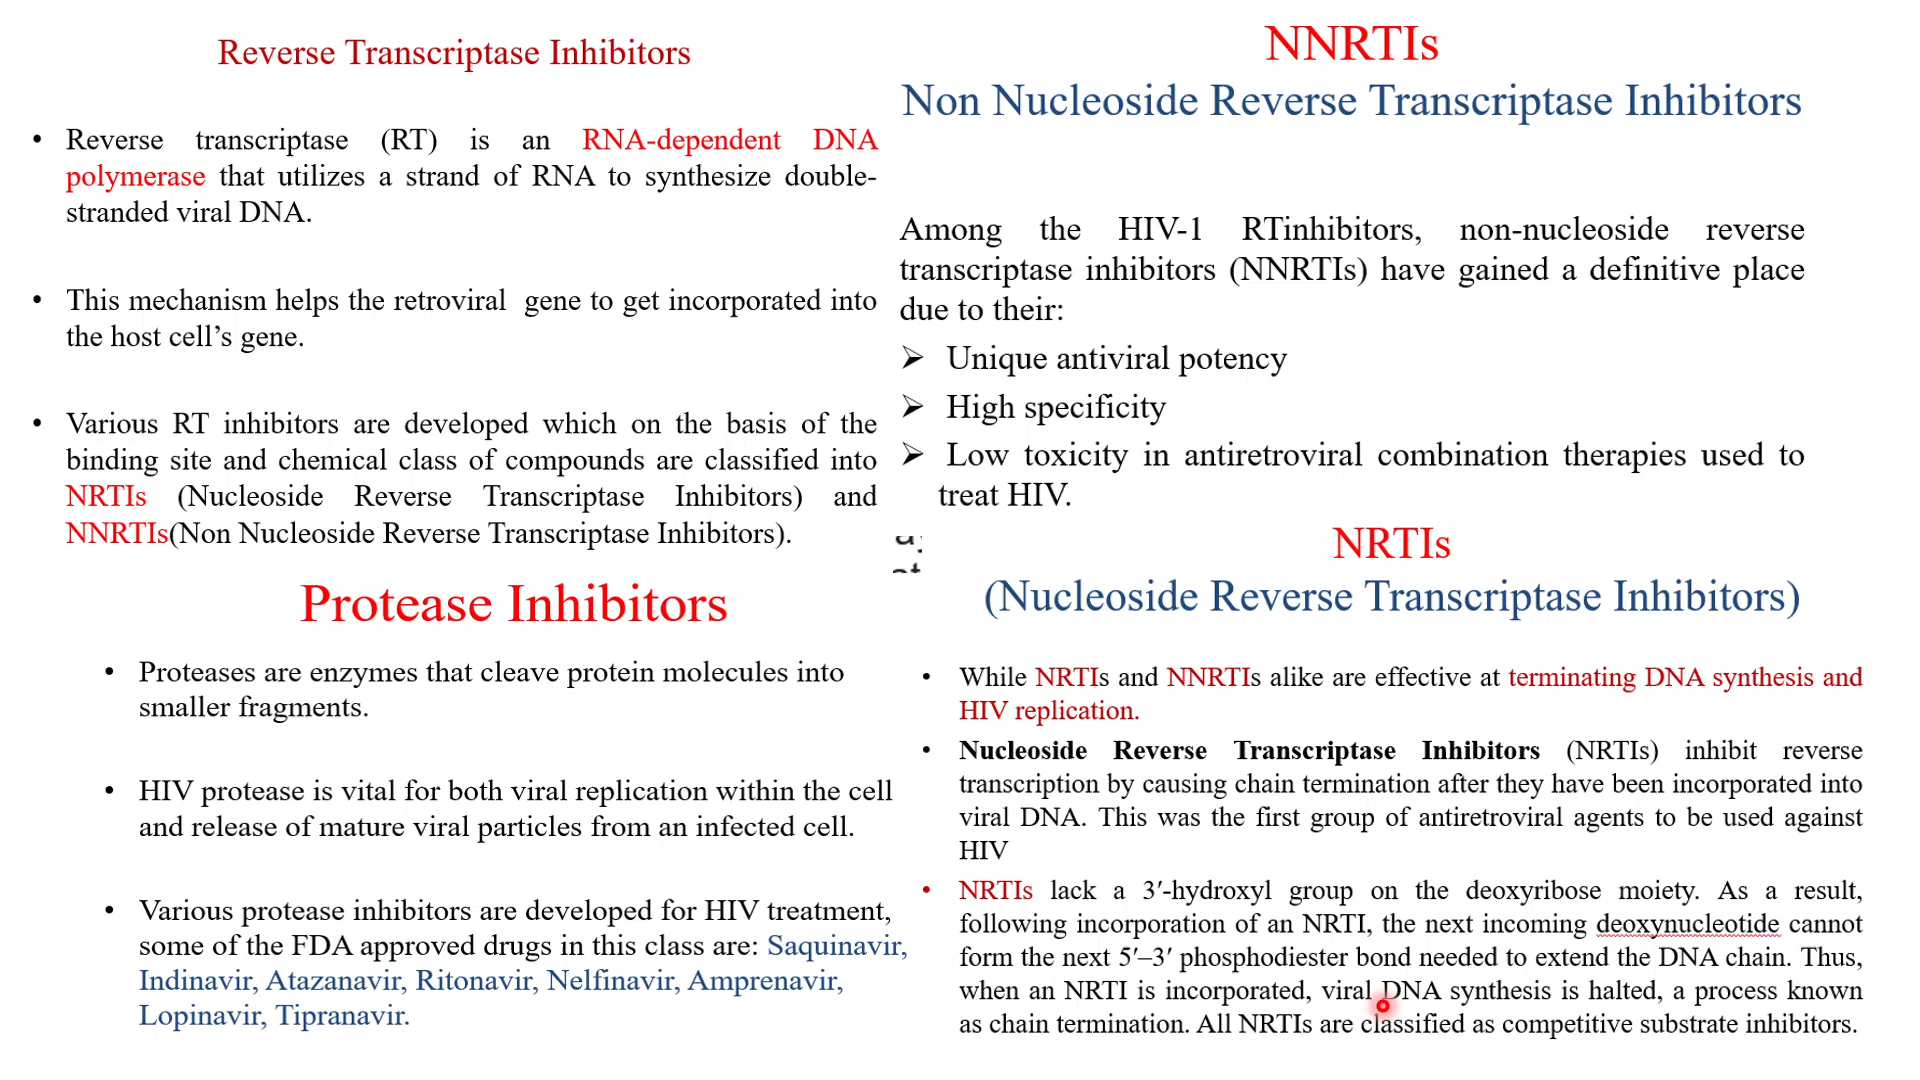 Reverse Transcriptase Inhibitors
• Reverse transcriptase (RT) is an RNA-dependent DNA
polymerase that utilizes a strand of RNA to synthesize double-
stranded viral DNA.
• This mechanism helps the retroviral gene to get incorporated into
the host cell’s gene.
• Various RT inhibitors are developed which on the basis of the
binding site and chemical class of compounds are classified into
NRTIs (Nucleoside Reverse Transcriptase Inhibitors) and
NNRTIs(Non Nucleoside Reverse Transcriptase Inhibitors).
NNRTIs
Non Nucleoside Reverse Transcriptase Inhibitors
Among the HIV-1 RTinhibitors, non-nucleoside reverse
transcriptase inhibitors (NNRTIs) have gained a definitive place
due to their:
➢ Unique antiviral potency
➢ High specificity
➢ Low toxicity in antiretroviral combination therapies used to
treat HIV.
Protease Inhibitors
• Proteases are enzymes that cleave protein molecules into
smaller fragments.
• HIV protease is vital for both viral replication within the cell
and release of mature viral particles from an infected cell.
• Various protease inhibitors are developed for HIV treatment,
some of the FDA approved drugs in this class are: Saquinavir,
Indinavir, Atazanavir, Ritonavir, Nelfinavir, Amprenavir,
Lopinavir, Tipranavir.
NRTIs
(Nucleoside Reverse Transcriptase Inhibitors)
• While NRTIs and NNRTIs alike are effective at terminating DNA synthesis and
HIV replication.
• Nucleoside Reverse Transcriptase Inhibitors (NRTIs) inhibit reverse
transcription by causing chain termination after they have been incorporated into
viral DNA. This was the first group of antiretroviral agents to be used against
HIV
• NRTIs lack a 3′-hydroxyl group on the deoxyribose moiety. As a result,
following incorporation of an NRTI, the next incoming deoxynucleotide cannot
form the next 5′–3′ phosphodiester bond needed to extend the DNA chain. Thus,
when an NRTI is incorporated, viral DNA synthesis is halted, a process known
as chain termination. All NRTIs are classified as competitive substrate inhibitors.